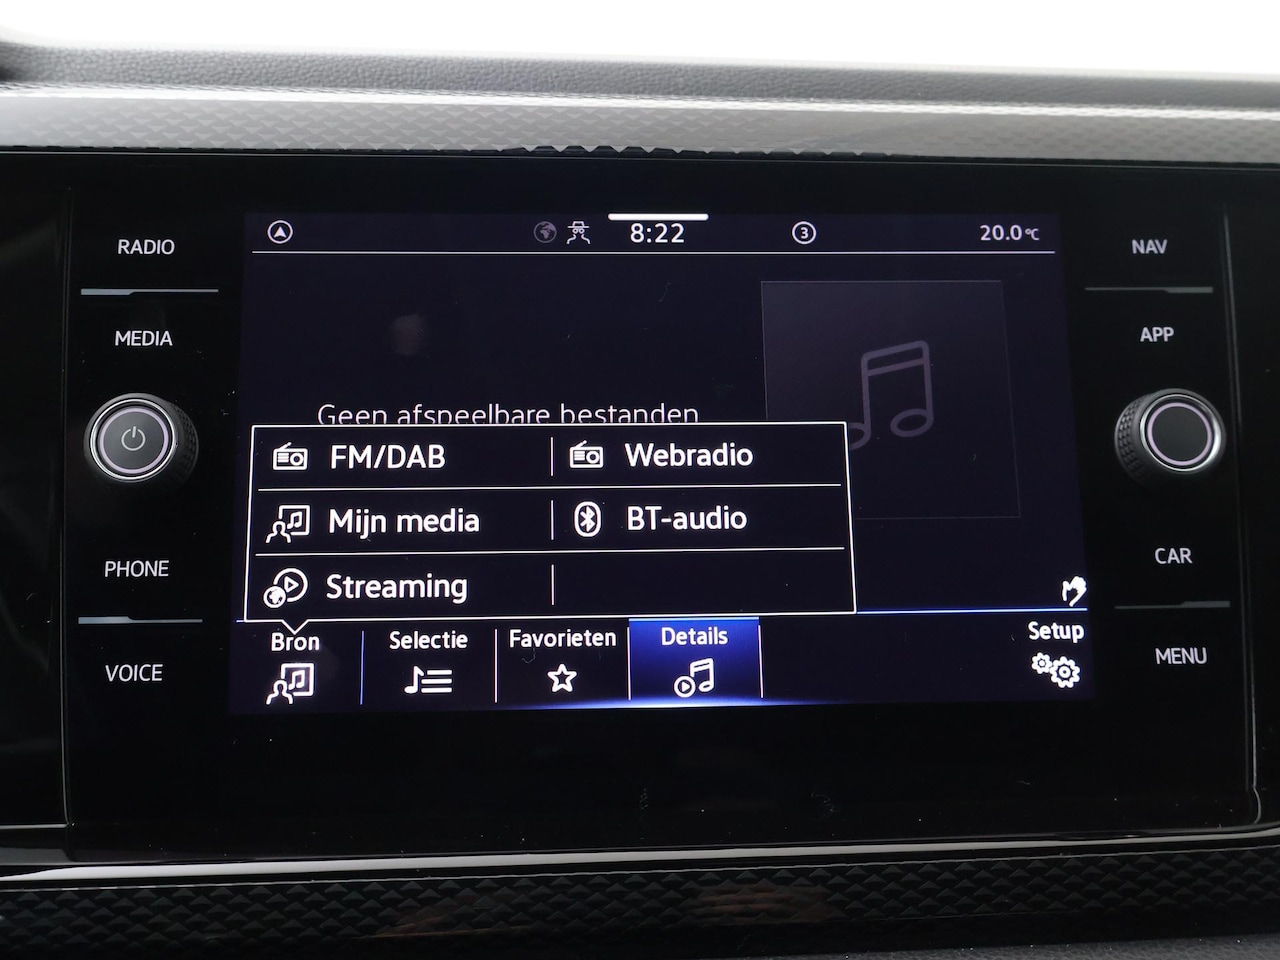 RADIO
MEDIA
PHONE
VOICE
8:22
3
20.0°C
Geen afspeelbare bestanden
FM/DAB
Webradio
Mijn media
BT-audio
Streaming
Bron
Selectie
Favorieten
Details
Setup
NAV
APP
CAR
MENU